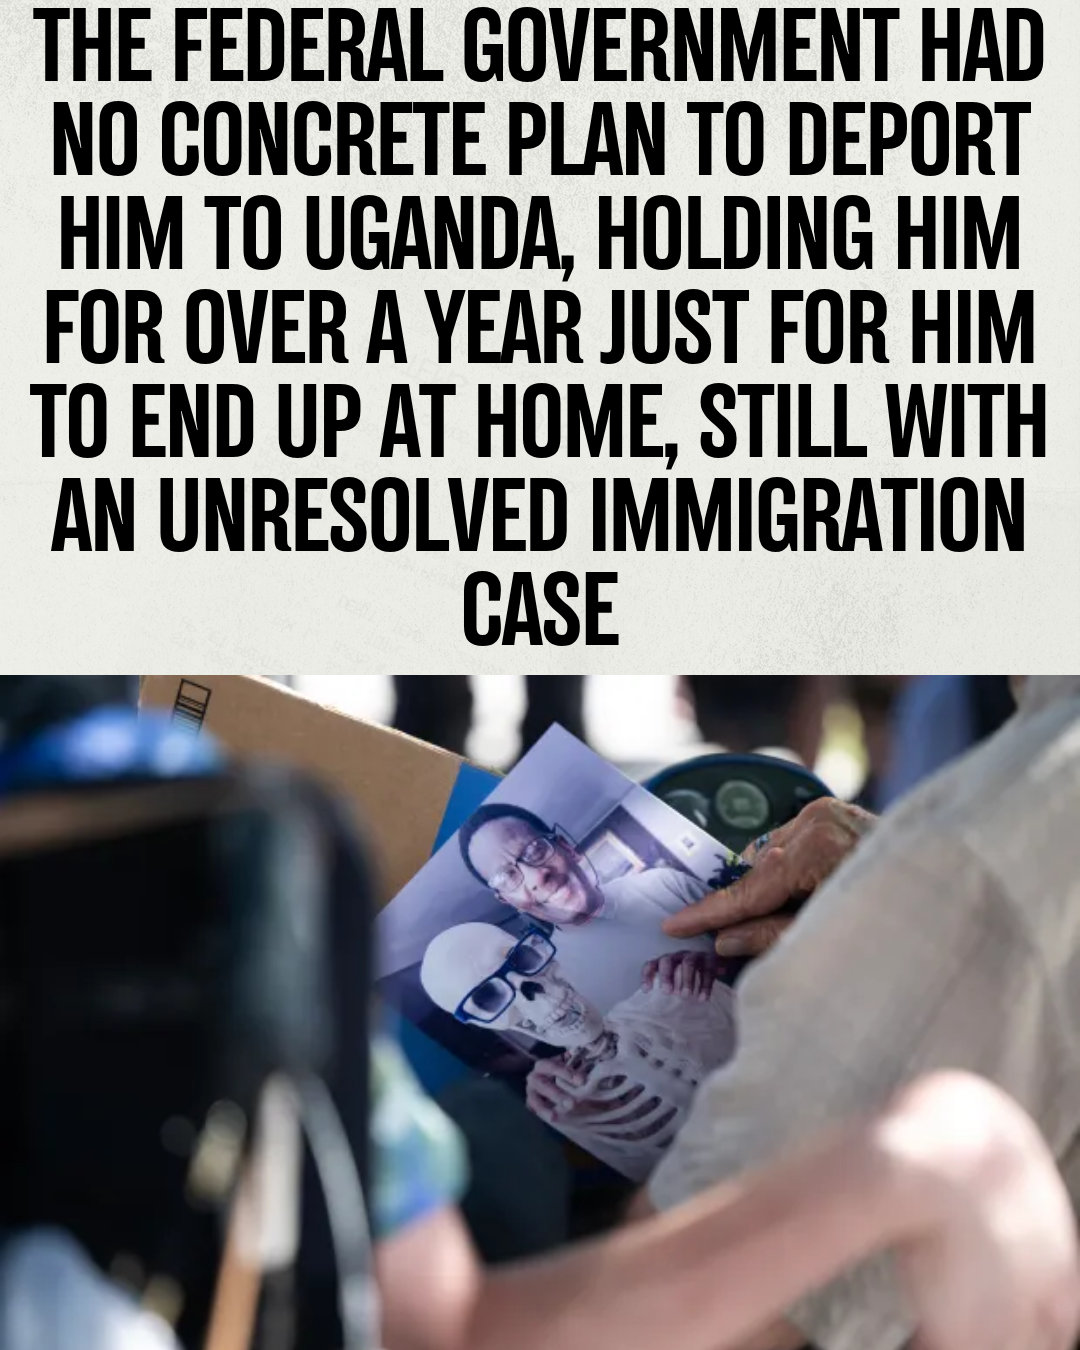 THE FEDERAL GOVERNMENT HAD
NO CONCRETE PLAN TO DEPORT
HIM TO UGANDA, HOLDING HIM
FOR OVER A YEAR JUST FOR HIM
TO END UP AT HOME, STILL WITH
AN UNRESOLVED IMMIGRATION
CASE